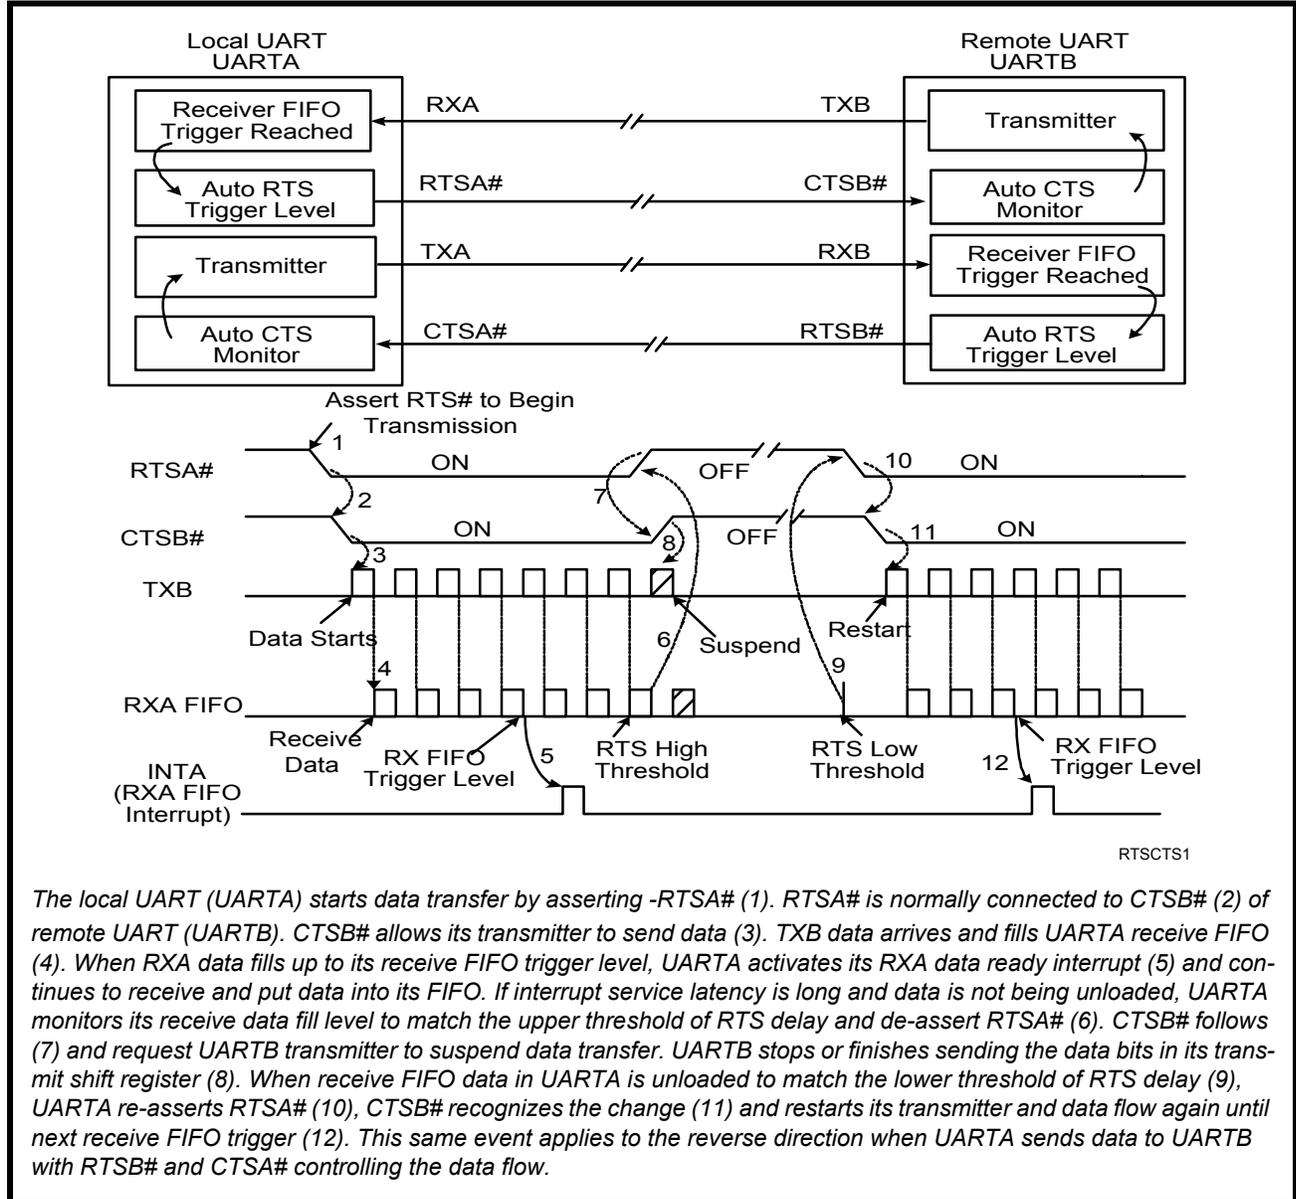 Local UART
UARTA
Remote UART
UARTB
Receiver FIFO
Trigger Reached
RXA
TXB
Transmitter
Auto RTS
Trigger Level
RTSA#
CTSB#
Auto CTS
Monitor
Transmitter
TXA
RXB
Receiver FIFO
Trigger Reached
Auto CTS
Monitor
CTSA#
RTSB#
Auto RTS
Trigger Level
Assert RTS# to Begin
Transmission
1
RTSA#
ON
OFF
10
ON
2
7
CTSB#
ON
8
OFF
11
ON
3
TXB
Data Starts
6
Suspend
Restart
4
9
RXA FIFO
Receive
Data
RX FIFO
Trigger Level
5
RTS High
Threshold
RTS Low
Threshold
12
RX FIFO
Trigger Level
INTA
(RXA FIFO
Interrupt)
RTSCTS1
The local UART (UARTA) starts data transfer by asserting -RTSA# (1). RTSA# is normally connected to CTSB# (2) of
remote UART (UARTB). CTSB# allows its transmitter to send data (3). TXB data arrives and fills UARTA receive FIFO
(4). When RXA data fills up to its receive FIFO trigger level, UARTA activates its RXA data ready interrupt (5) and con-
tinues to receive and put data into its FIFO. If interrupt service latency is long and data is not being unloaded, UARTA
monitors its receive data fill level to match the upper threshold of RTS delay and de-assert RTSA# (6). CTSB# follows
(7) and request UARTB transmitter to suspend data transfer. UARTB stops or finishes sending the data bits in its trans-
mit shift register (8). When receive FIFO data in UARTA is unloaded to match the lower threshold of RTS delay (9),
UARTA re-asserts RTSA# (10), CTSB# recognizes the change (11) and restarts its transmitter and data flow again until
next receive FIFO trigger (12). This same event applies to the reverse direction when UARTA sends data to UARTB
with RTSB# and CTSA# controlling the data flow.